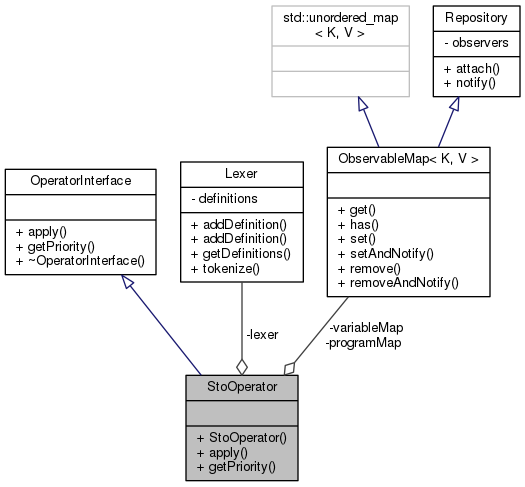 std::unordered_map
< K, V >
Repository
- observers
+ attach()
+ notify()
ObservableMap< K, V >
+ get()
+ has()
+ set()
+ setAndNotify()
+ remove()
+ removeAndNotify()
Lexer
- definitions
+ addDefinition()
+ addDefinition()
+ getDefinitions()
+ tokenize()
OperatorInterface
+ apply()
+ getPriority()
+ ~OperatorInterface()
-lexer
-variableMap
-programMap
StoOperator
+ StoOperator()
+ apply()
+ getPriority()